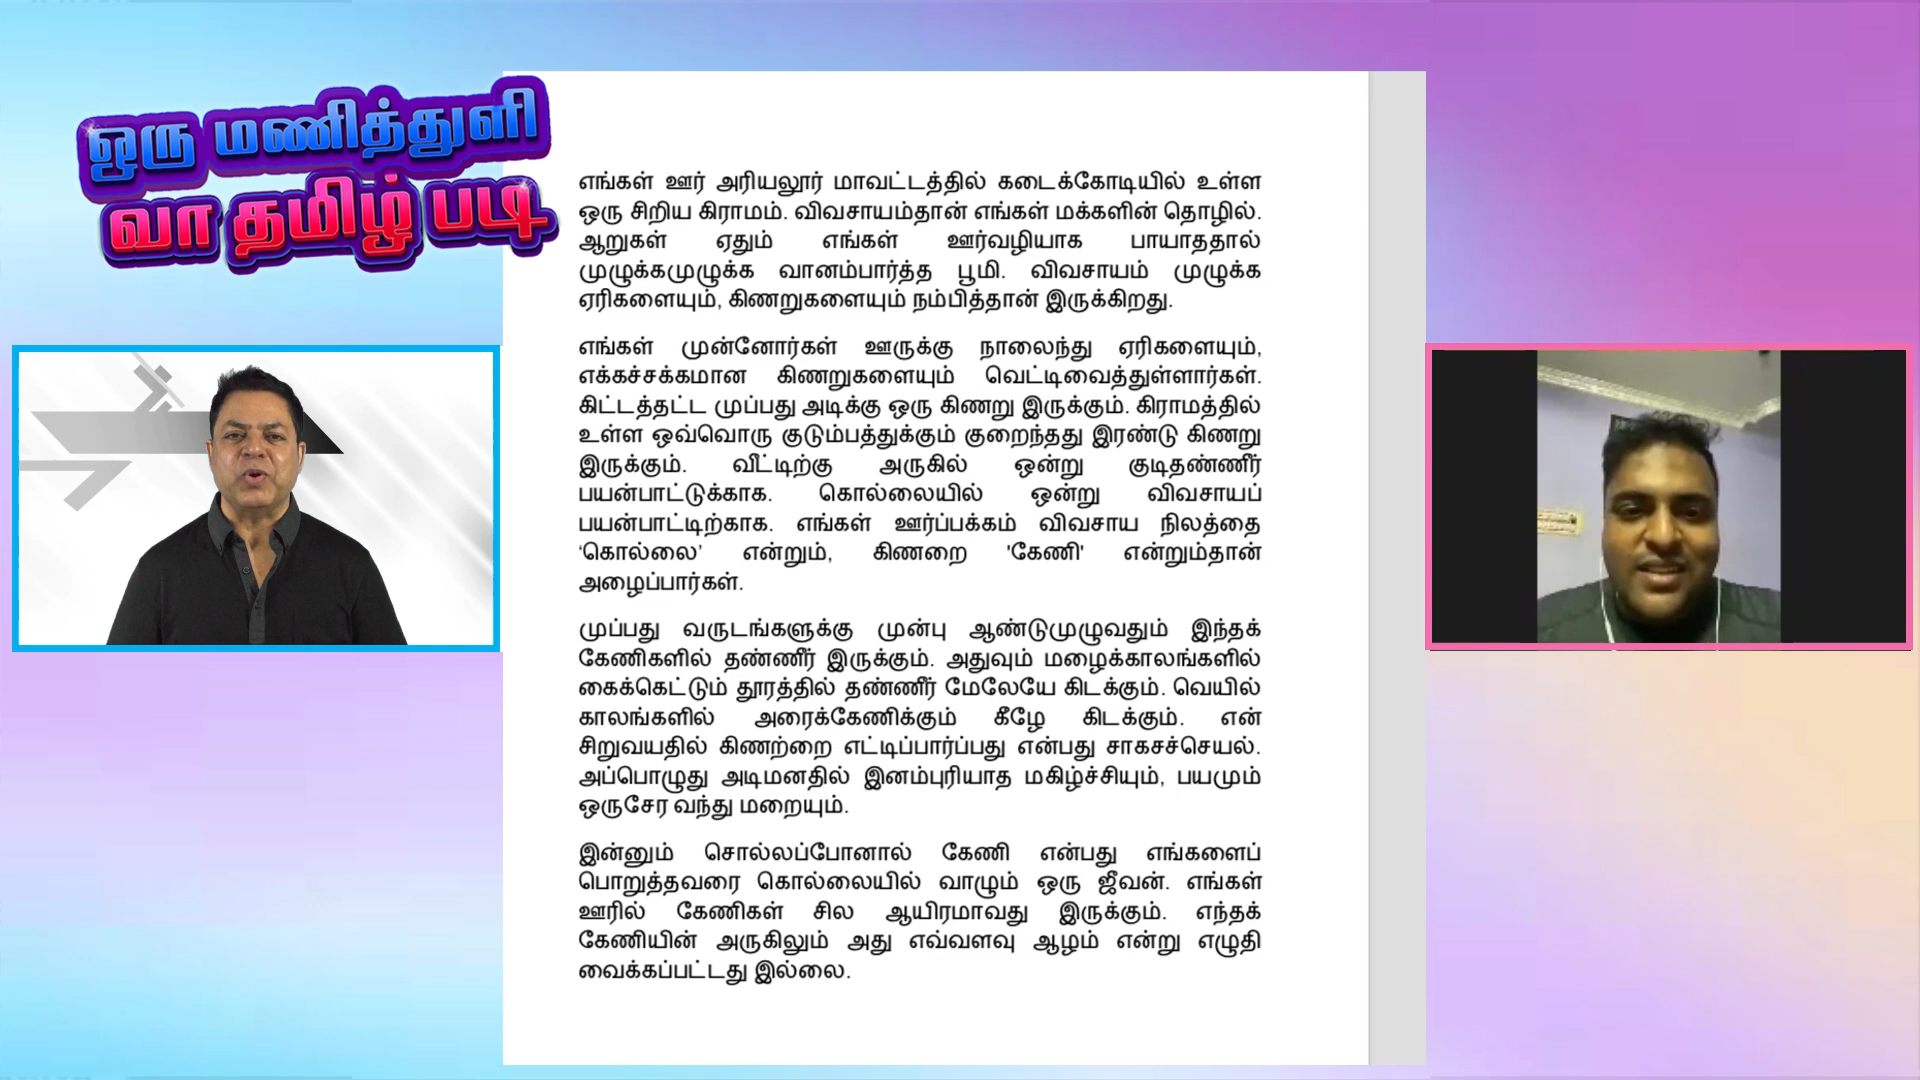 ஒரு மணித்துளி
வா தமிழ் படி
எங்கள் ஊர் அரியலூர் மாவட்டத்தில் கடைக்கோடியில் உள்ள
ஒரு சிறிய கிராமம். விவசாயம்தான் எங்கள் மக்களின் தொழில்.
ஆறுகள் ஏதும் எங்கள் ஊர்வழியாக பாயாததால்
முழுக்கமுழுக்க வானம்பார்த்த பூமி. விவசாயம் முழுக்க
ஏரிகளையும், கிணறுகளையும் நம்பித்தான் இருக்கிறது.
எங்கள் முன்னோர்கள் ஊருக்கு நாலைந்து ஏரிகளையும்,
எக்கச்சக்கமான கிணறுகளையும் வெட்டிவைத்துள்ளார்கள்.
கிட்டத்தட்ட முப்பது அடிக்கு ஒரு கிணறு இருக்கும். கிராமத்தில்
உள்ள ஒவ்வொரு குடும்பத்துக்கும் குறைந்தது இரண்டு கிணறு
இருக்கும். வீட்டிற்கு அருகில் ஒன்று குடிதண்ணீர்
பயன்பாட்டுக்காக. கொல்லையில் ஒன்று விவசாயப்
பயன்பாட்டிற்காக. எங்கள் ஊர்ப்பக்கம் விவசாய நிலத்தை
‘கொல்லை’ என்றும், கிணறை 'கேணி' என்றும்தான்
அழைப்பார்கள்.
முப்பது வருடங்களுக்கு முன்பு ஆண்டுமுழுவதும் இந்தக்
கேணிகளில் தண்ணீர் இருக்கும். அதுவும் மழைக்காலங்களில்
கைக்கெட்டும் தூரத்தில் தண்ணீர் மேலேயே கிடக்கும். வெயில்
காலங்களில் அரைக்கேணிக்கும் கீழே கிடக்கும். என்
சிறுவயதில் கிணற்றை எட்டிப்பார்ப்பது என்பது சாகசச்செயல்.
அப்பொழுது அடிமனதில் இனம்புரியாத மகிழ்ச்சியும், பயமும்
ஒருசேர வந்து மறையும்.
இன்னும் சொல்லப்போனால் கேணி என்பது எங்களைப்
பொறுத்தவரை கொல்லையில் வாழும் ஒரு ஜீவன். எங்கள்
ஊரில் கேணிகள் சில ஆயிரமாவது இருக்கும். எந்தக்
கேணியின் அருகிலும் அது எவ்வளவு ஆழம் என்று எழுதி
வைக்கப்பட்டது இல்லை.